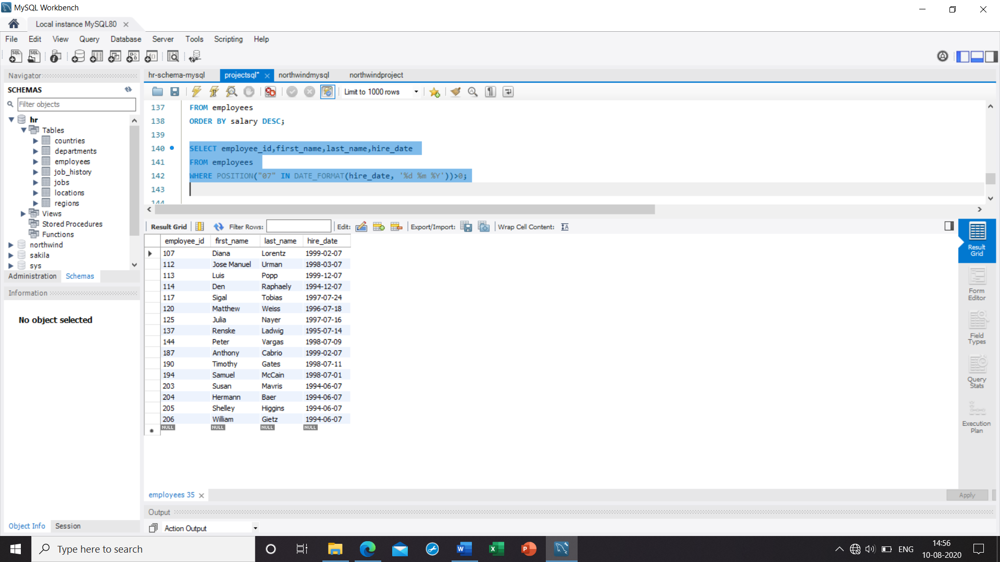 MySQL Workbench
Local instance MySQL80
File Edit View Query Database Server Tools Scripting Help
Navigator
SCHEMAS
Filter objects
hr
Tables
countries
departments
employees
job_history
jobs
locations
regions
Views
Stored Procedures
Functions
northwind
sakila
sys
Administration Schemas
Information
No object selected
Object Info Session
hr-schema-mysql projectsql* northwindmysql northwindproject
Limit to 1000 rows
137 FROM employees
138 ORDER BY salary DESC;
139
140 SELECT employee_id,first_name,last_name,hire_date
141 FROM employees
142 WHERE POSITION("07" IN DATE_FORMAT(hire_date, '%d %m %Y'))>0;
143
144
Result Grid Filter Rows: Edit: Export/Import: Wrap Cell Content:
employee_id first_name last_name hire_date
107 Diana Lorentz 1999-02-07
112 Jose Manuel Urman 1998-03-07
113 Luis Popp 1999-12-07
114 Den Raphaely 1994-12-07
117 Sigal Tobias 1997-07-24
120 Matthew Weiss 1996-07-18
125 Julia Nayer 1997-07-16
137 Renske Ladwig 1995-07-14
144 Peter Vargas 1998-07-09
187 Anthony Cabrio 1999-02-07
190 Timothy Gates 1998-07-11
194 Samuel McCain 1998-07-01
203 Susan Mavris 1994-06-07
204 Hermann Baer 1994-06-07
205 Shelley Higgins 1994-06-07
206 William Gietz 1994-06-07
NULL NULL NULL NULL
Result
Grid
Form
Editor
Field
Types
Query
Stats
Execution
Plan
employees 35
Apply
Output
Action Output
Type here to search
ENG
14:56
10-08-2020